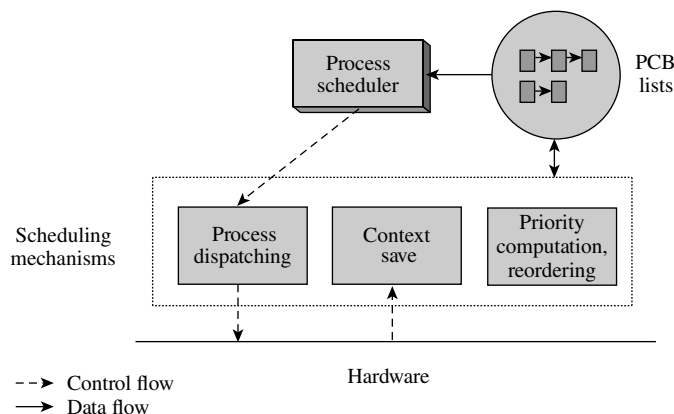 Process
scheduler
PCB
lists
Scheduling
mechanisms
Process
dispatching
Context
save
Priority
computation,
reordering
Hardware
Control flow
Data flow